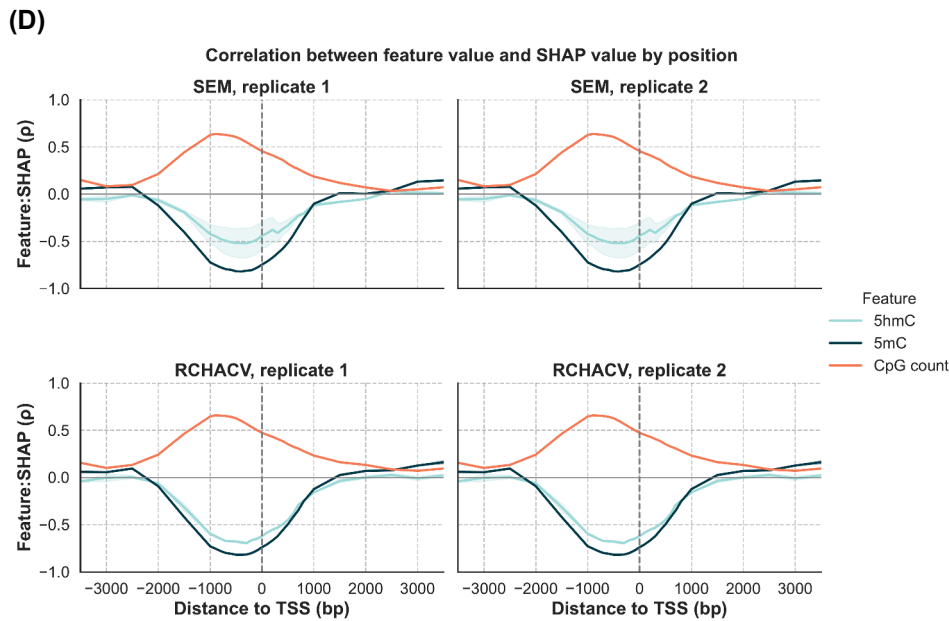 (D)
Correlation between feature value and SHAP value by position
SEM, replicate 1
SEM, replicate 2
1.0
0.5
0.0
−0.5
−1.0
Feature:SHAP (ρ)
Feature
5hmC
5mC
CpG count
RCHACV, replicate 1
RCHACV, replicate 2
1.0
0.5
0.0
−0.5
−1.0
Feature:SHAP (ρ)
−3000 −2000 −1000 0 1000 2000 3000
−3000 −2000 −1000 0 1000 2000 3000
Distance to TSS (bp)
Distance to TSS (bp)